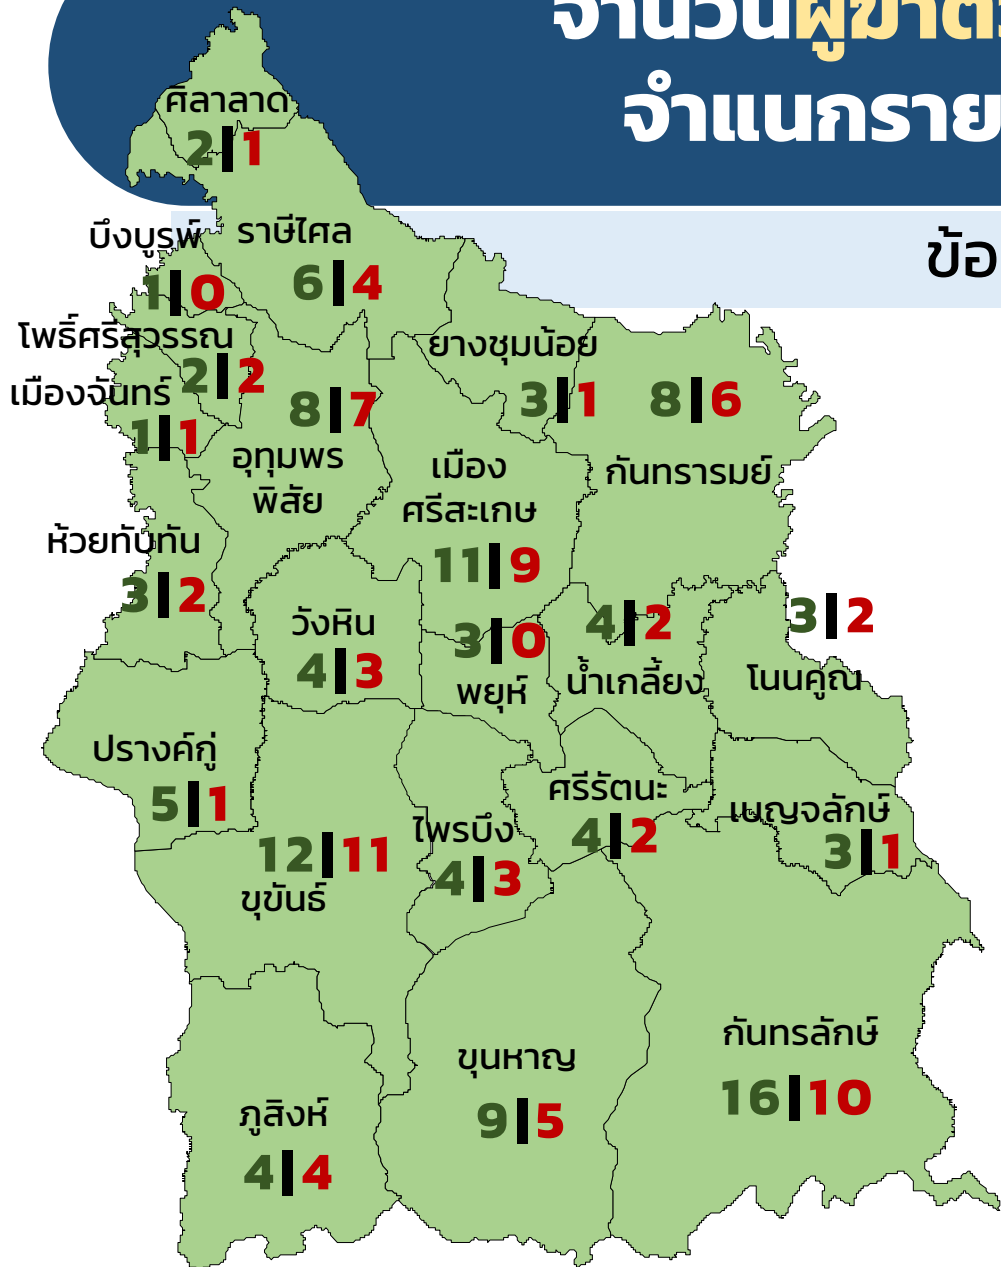 จำแนกราย
ศิลาลาด
2|1
บึงบูรพ์
1|0
ราษีไศล
6|4
โพธิ์ศรีสุวรรณ
2|2
เมืองจันทร์
1|1
8|7
อุทุมพร
พิสัย
ยางชุมน้อย
3|1
8|6
กันทรารมย์
เมือง
ศรีสะเกษ
11|9
ห้วยทับทัน
3|2
วังหิน
4|3
3|0
พยุห์
4|2
น้ำเกลี้ยง
3|2
โนนคูณ
ปรางค์กู่
5|1
ศรีรัตนะ
4|2
เบญจลักษ์
3|1
ไพรบึง
4|3
12|11
ขุขันธ์
กันทรลักษ์
16|10
ขุนหาญ
9|5
ภูสิงห์
4|4